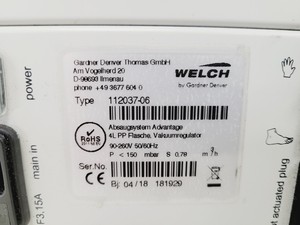 power
main in
F3,15A
Gardner Denver Thomas GmbH
Am Vogelherd 20
D-98693 Ilmenau
phone +49 3677 604 0
WELCH
by Gardner Denver
Type 112037-06
RoHS
Absaugsystem Advantage
4L PP Flasche, Vakuumregulator
90-260V 50/60Hz
P < 150 mbar S 0,78 m³/h
Ser.No.
Bj: 04/18 181929
ot actuated plug